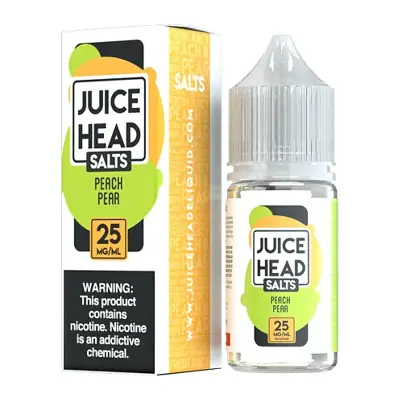 JUICE
HEAD
SALTS
PEACH
PEAR
25
MG/ML
WARNING:
This product
contains
nicotine. Nicotine
is an addictive
chemical.
SALTS
WWW.JUICEHEADELIQUID.COM
JUICE
HEAD
SALTS
PEACH
PEAR
25
MG/ML
NICOTINE